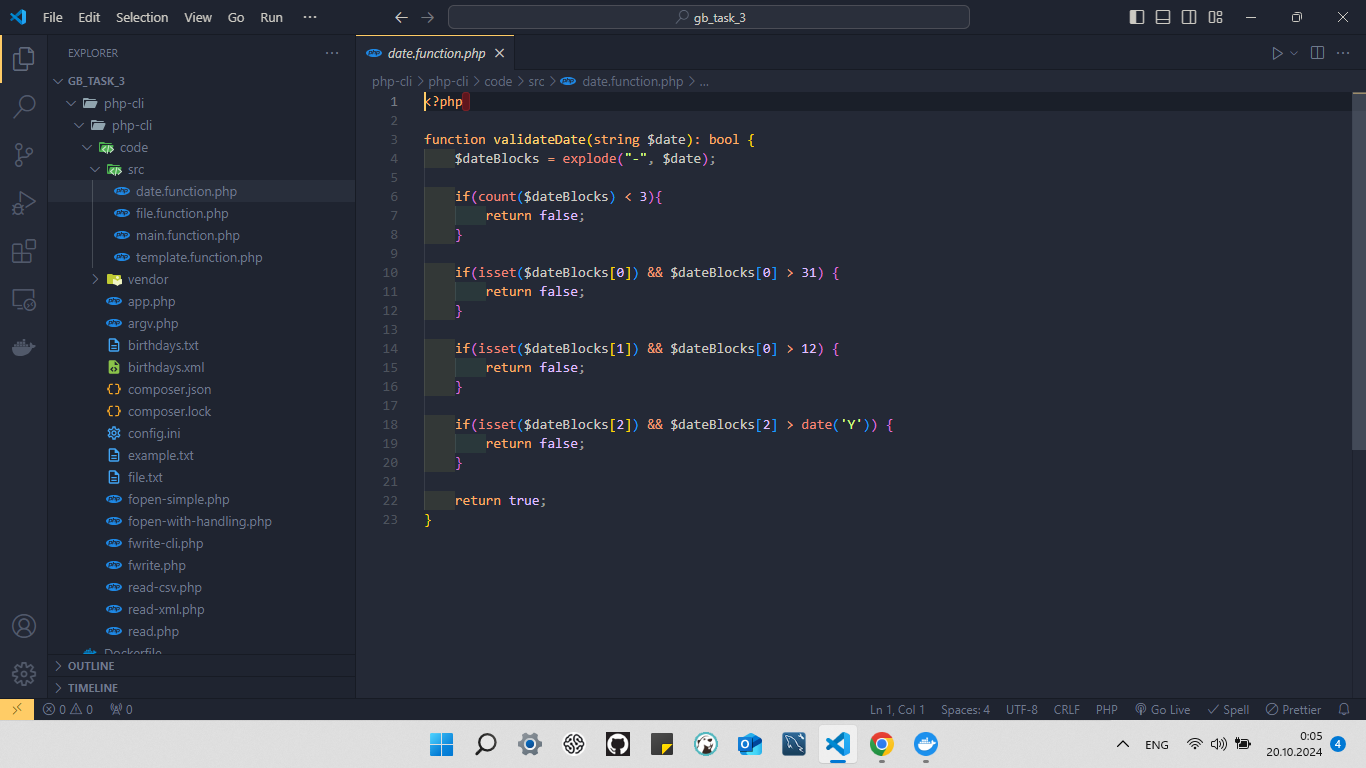 File Edit Selection View Go Run ···
gb_task_3
EXPLORER
GB_TASK_3
php-cli
php-cli
code
src
date.function.php
file.function.php
main.function.php
template.function.php
vendor
app.php
argv.php
birthdays.txt
birthdays.xml
composer.json
composer.lock
config.ini
example.txt
file.txt
fopen-simple.php
fopen-with-handling.php
fwrite-cli.php
fwrite.php
read-csv.php
read-xml.php
read.php
Dockerfile
OUTLINE
TIMELINE
date.function.php
php-cli > php-cli > code > src > date.function.php > ...
1 <?php
2
3 function validateDate(string $date): bool {
4     $dateBlocks = explode("-", $date);
5
6     if(count($dateBlocks) < 3){
7         return false;
8     }
9
10     if(isset($dateBlocks[0]) && $dateBlocks[0] > 31) {
11         return false;
12     }
13
14     if(isset($dateBlocks[1]) && $dateBlocks[0] > 12) {
15         return false;
16     }
17
18     if(isset($dateBlocks[2]) && $dateBlocks[2] > date('Y')) {
19         return false;
20     }
21
22     return true;
23 }
0 0 0 Ln 1, Col 1 Spaces: 4 UTF-8 CRLF PHP Go Live Spell Prettier
ENG 0:05
20.10.2024 4